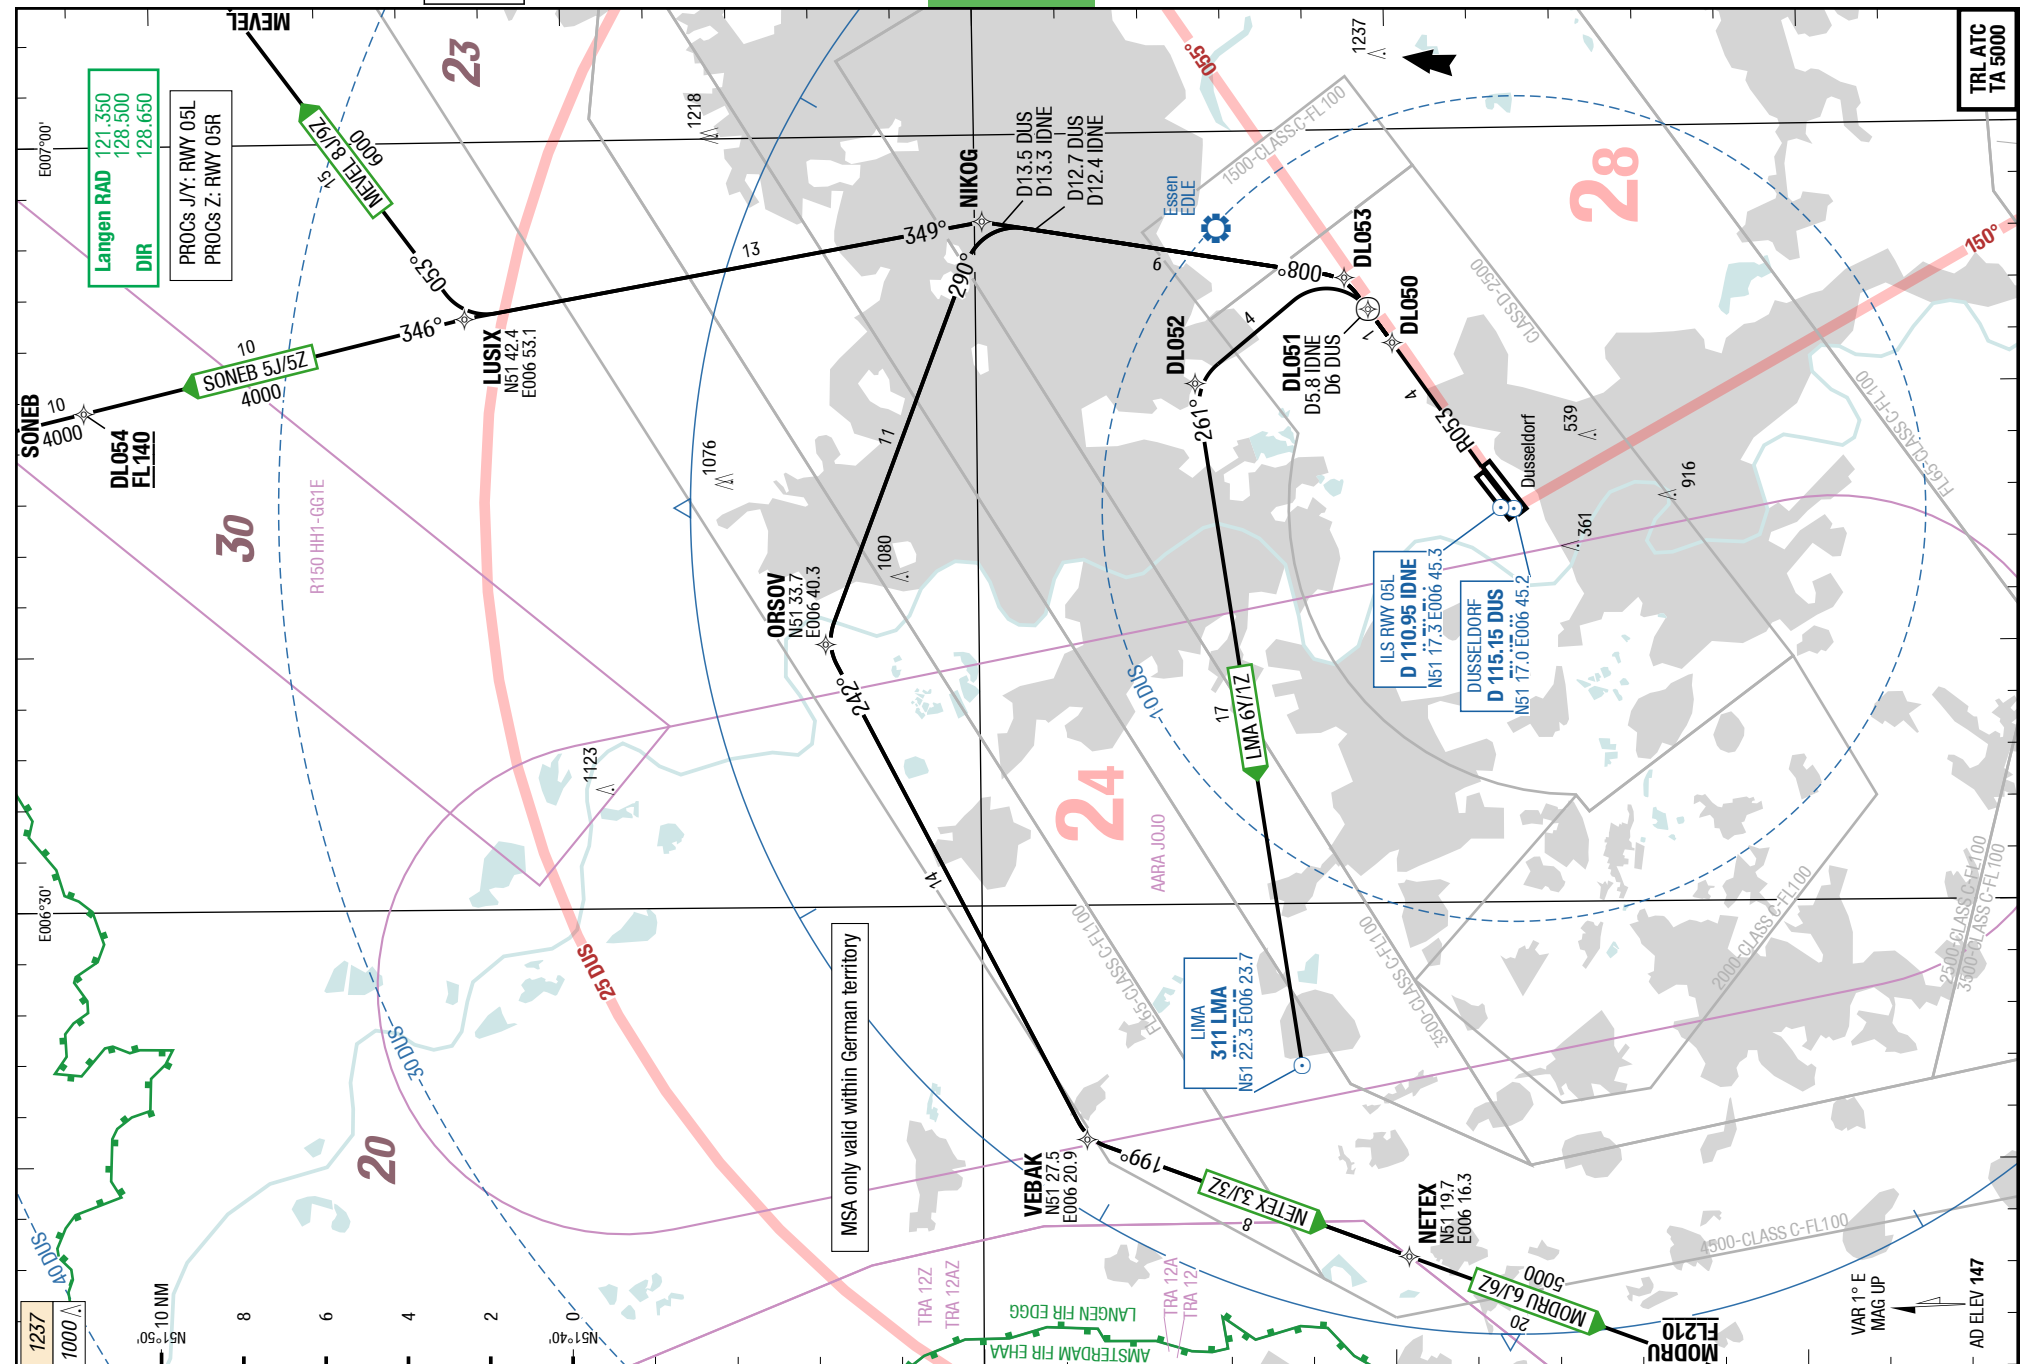 MEVEL
E007°00'
Langen RAD 121.350
128.500
DIR 128.650
PROCs J/Y: RWY 05L
PROCs Z: RWY 05R
23
MEVEL 8J/9Z
6000
15
053°
1218
1237
055°
TRL ATC
TA 5000
1500-CLASS C-FL100
28
150°
NIKOG
D13.5 DUS
D13.3 IDNE
D12.7 DUS
D12.4 IDNE
Essen
EDLE
349°
13
290°
6
008°
DL053
CLASSD-2500
346°
10
SONEB 5J/5Z
4000
SONEB
10
4000
DL054
FL140
LUSIX
N51 42.4
E006 53.1
DL052
4
DL051
D5.8 IDNE
D6 DUS
1
DL050
4
R053
261°
FL65-CLASS C-FL100
539
Dusseldorf
916
361
11
1076
1080
30
R150 HH1-GG1E
ORSOV
N51 33.7
E006 40.3
242°
ILS RWY 05L
D 110.95 IDNE
N51 17.3 E006 45.3
DUSSELDORF
D 115.15 DUS
N51 17.0 E006 45.2
10 DUS
17
LMA 6Y/1Z
1123
24
AARA JOJO
14
E006°30'
25 DUS
30 DUS
MSA only valid within German territory
FL65-CLASS C-FL100
3500-CLASS C-FL100
2000-CLASS C-FL100
2500-CLASS C-FL100
3500-CLASS C-FL100
LIMA
311 LMA
N51 22.3 E006 23.7
20
VEBAK
N51 27.5
E006 20.9
199°
NETEX 3J/3Z
8
NETEX
N51 19.7
E006 16.3
4500-CLASS C-FL100
MODRU 6J/6Z
5000
20
MODRU
FL210
40 DUS
1237
1000
N51°50'
10 NM
8
6
4
2
0
N51°40'
TRA 12Z
TRA 12AZ
TRA 12A
TRA 12
LANGEN FIR EDGG
AMSTERDAM FIR EHAA
VAR 1° E
MAG UP
AD ELEV 147